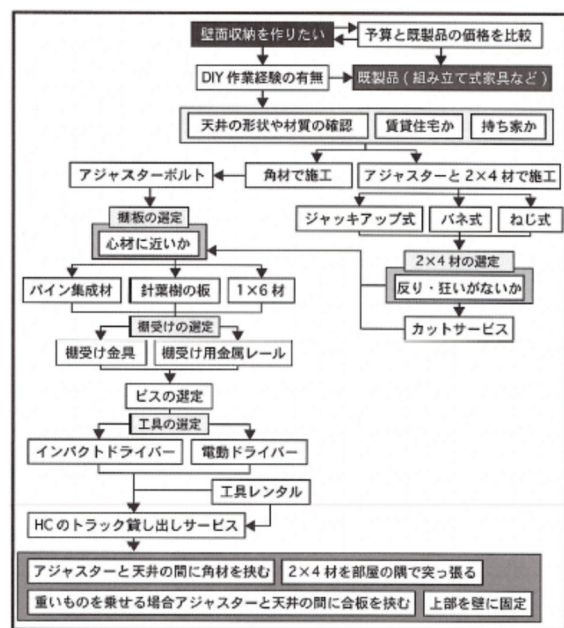 壁面収納を作りたい
予算と既製品の価格を比較
DIY作業経験の有無
既製品(組み立て式家具など)
天井の形状や材質の確認
賃貸住宅か
持ち家か
アジャスターボルト
角材で施工
アジャスターと2×4材で施工
棚板の選定
心材に近いか
ジャッキアップ式
バネ式
ねじ式
2×4材の選定
反り・狂いがないか
パイン集成材
針葉樹の板
1×6材
カットサービス
棚受けの選定
棚受け金具
棚受け用金属レール
ビスの選定
工具の選定
インパクトドライバー
電動ドライバー
工具レンタル
HCのトラック貸し出しサービス
アジャスターと天井の間に角材を挟む
2×4材を部屋の隅で突っ張る
重いものを乗せる場合アジャスターと天井の間に合板を挟む
上部を壁に固定